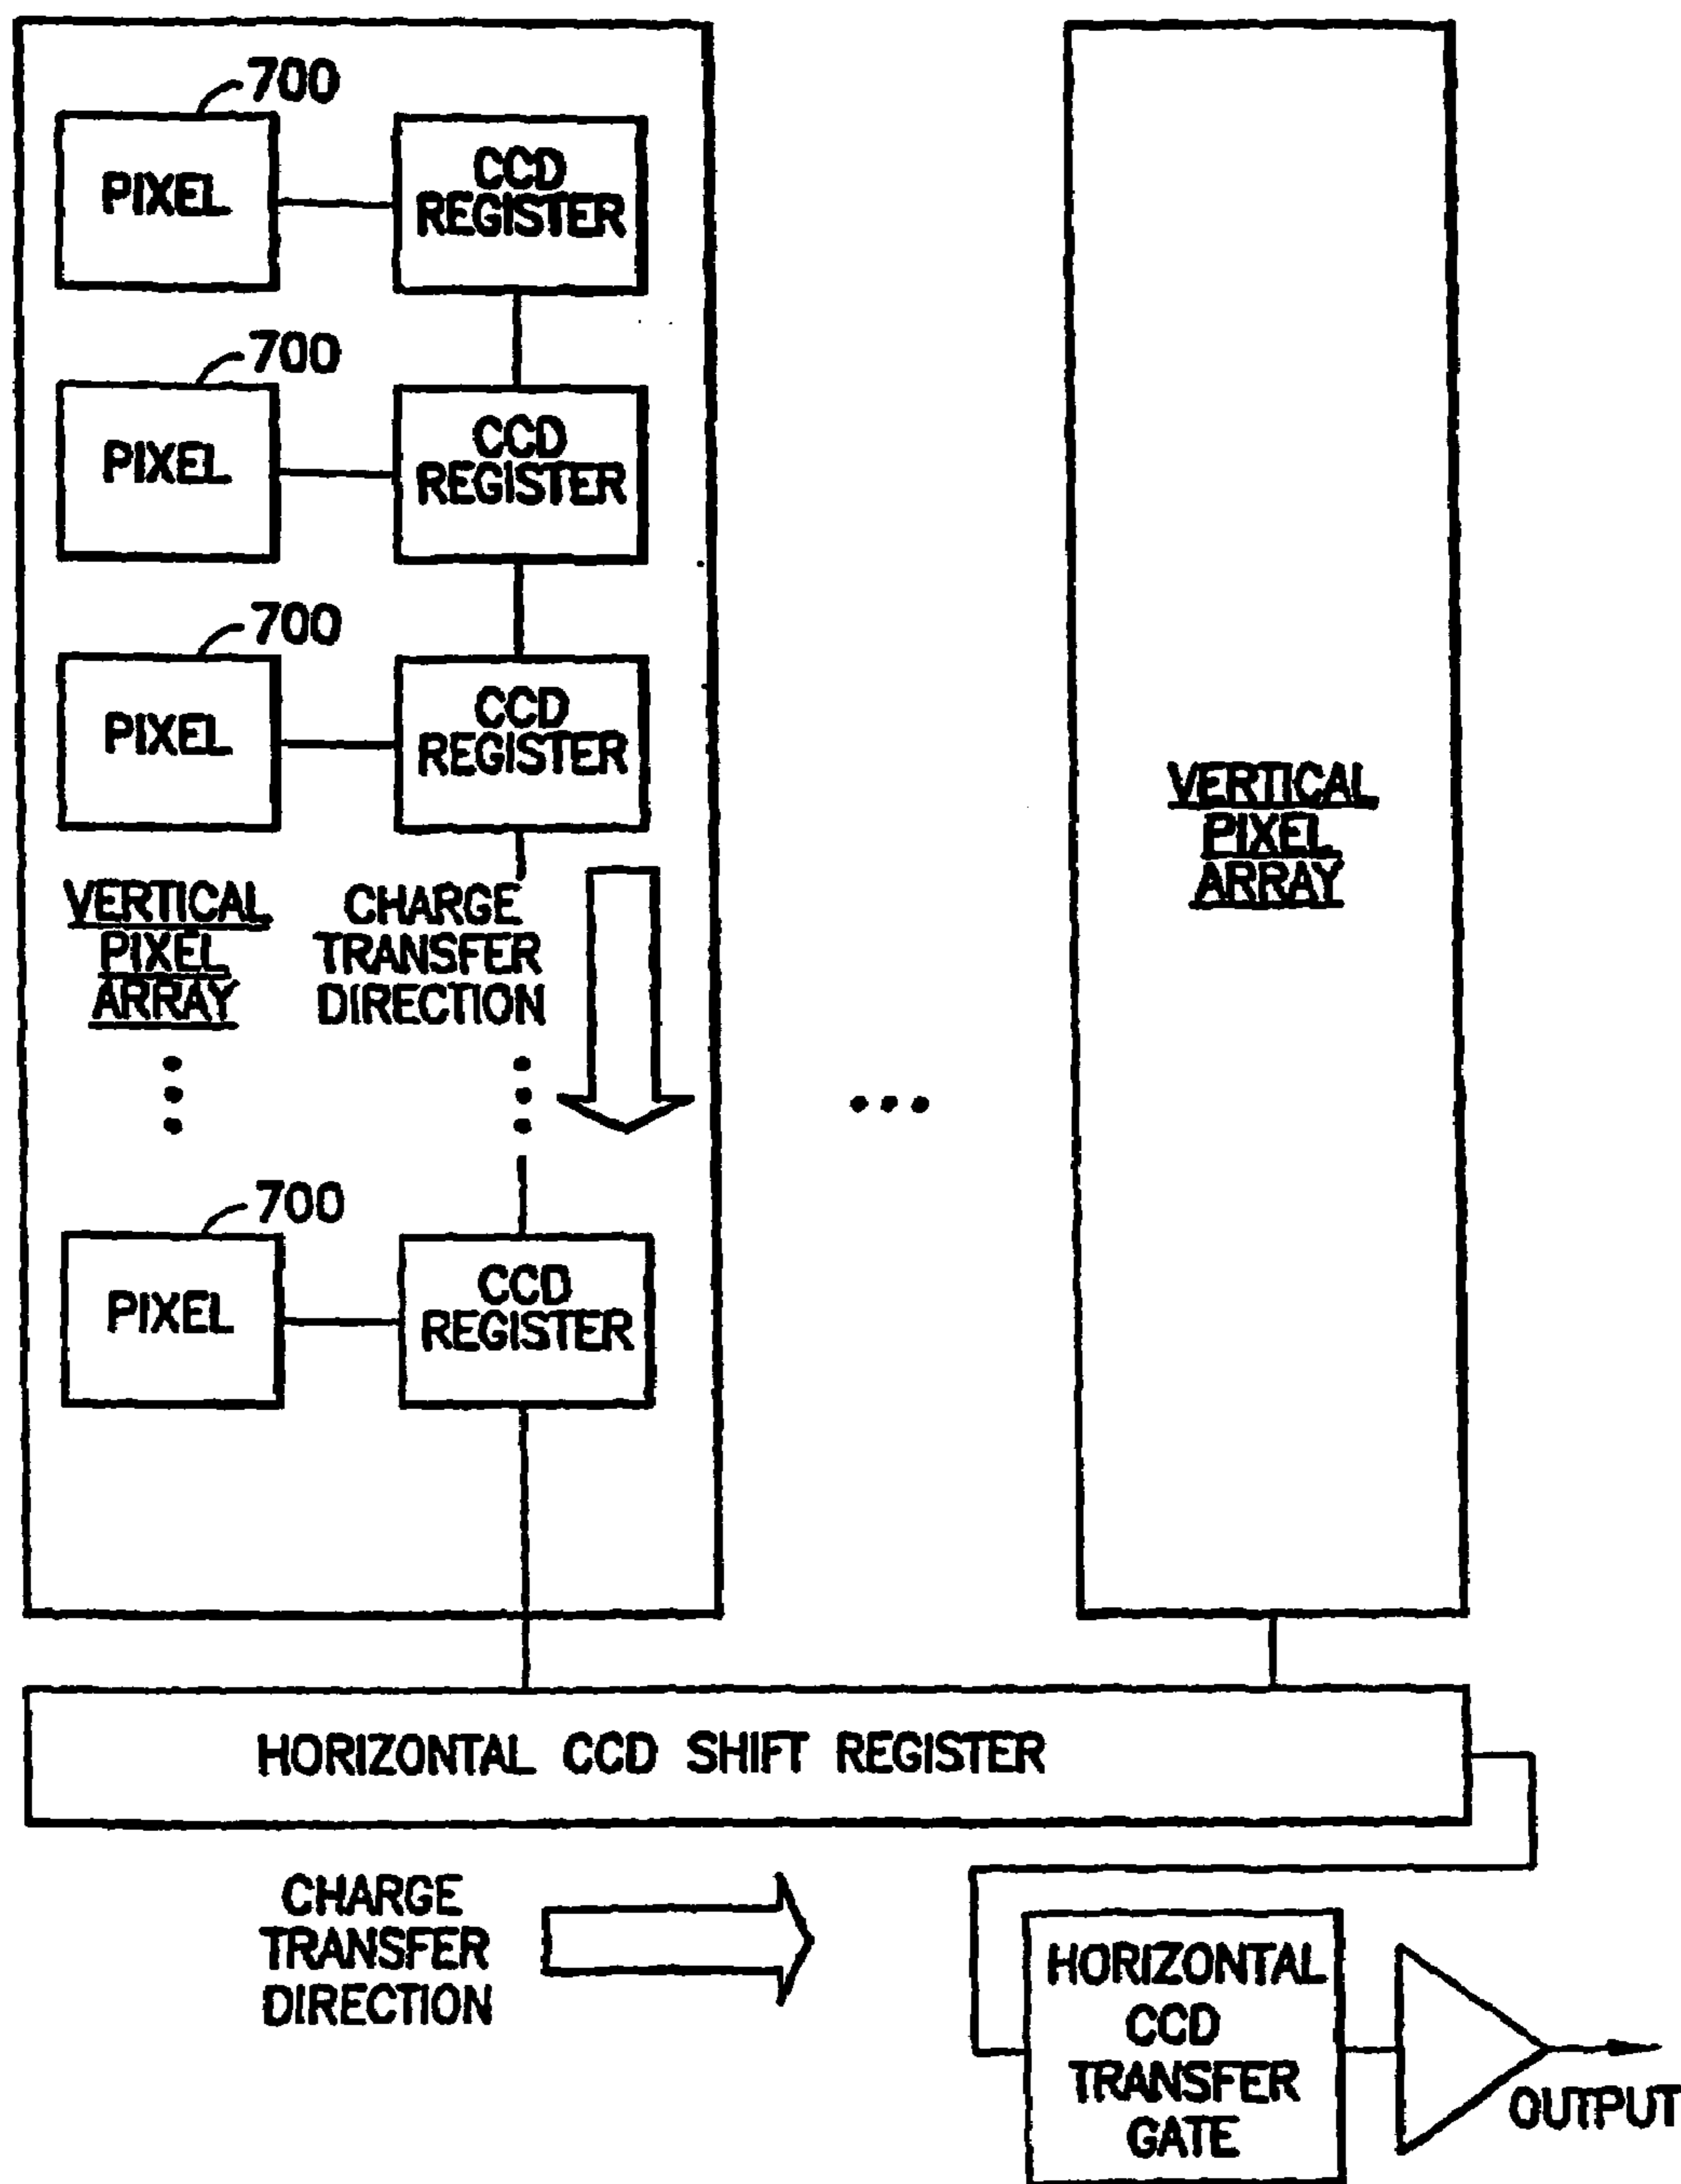 700
PIXEL
CCD
REGISTER
700
PIXEL
CCD
REGISTER
700
PIXEL
CCD
REGISTER
VERTICAL
PIXEL
ARRAY
CHARGE
TRANSFER
DIRECTION
700
PIXEL
CCD
REGISTER
VERTICAL
PIXEL
ARRAY
HORIZONTAL CCD SHIFT REGISTER
CHARGE
TRANSFER
DIRECTION
HORIZONTAL
CCD
TRANSFER
GATE
OUTPUT